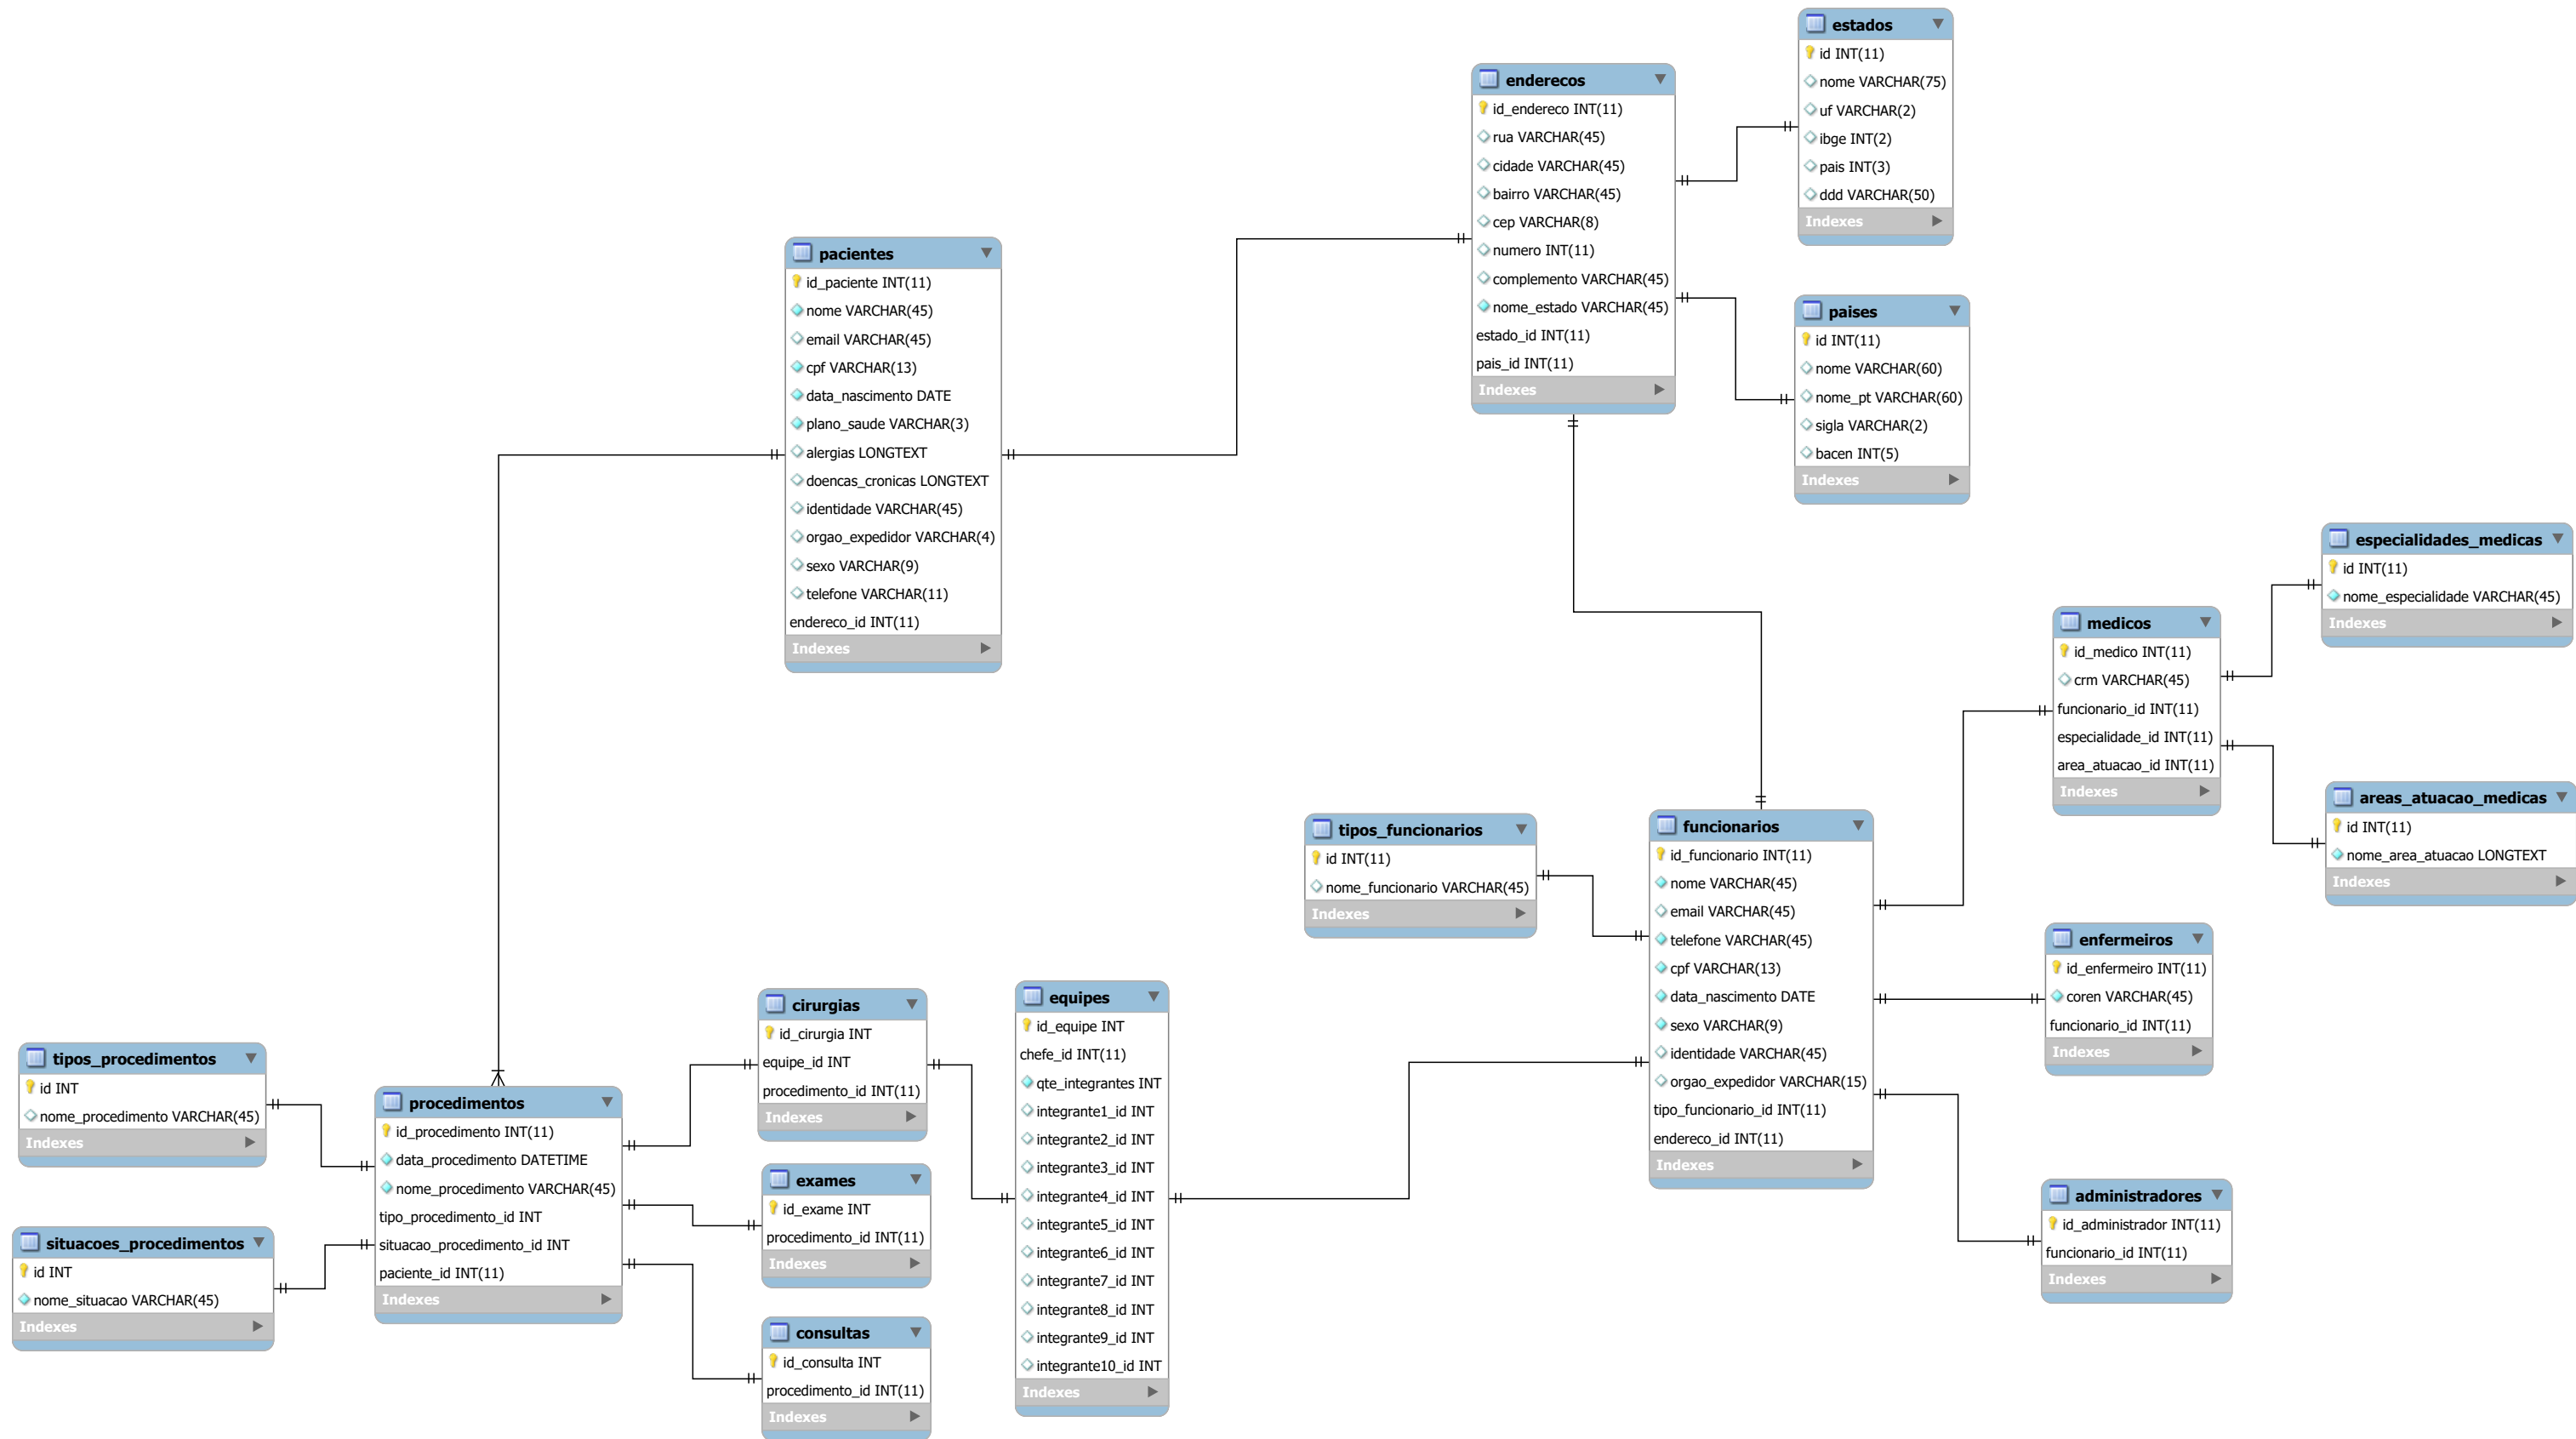 estados
id INT(11)
nome VARCHAR(75)
uf VARCHAR(2)
ibge INT(2)
pais INT(3)
ddd VARCHAR(50)
Indexes
enderecos
id_endereco INT(11)
rua VARCHAR(45)
cidade VARCHAR(45)
bairro VARCHAR(45)
cep VARCHAR(8)
numero INT(11)
complemento VARCHAR(45)
nome_estado VARCHAR(45)
estado_id INT(11)
pais_id INT(11)
Indexes
pacientes
id_paciente INT(11)
nome VARCHAR(45)
email VARCHAR(45)
cpf VARCHAR(13)
data_nascimento DATE
plano_saude VARCHAR(3)
alergias LONGTEXT
doencas_cronicas LONGTEXT
identidade VARCHAR(45)
orgao_expedidor VARCHAR(4)
sexo VARCHAR(9)
telefone VARCHAR(11)
endereco_id INT(11)
Indexes
paises
id INT(11)
nome VARCHAR(60)
nome_pt VARCHAR(60)
sigla VARCHAR(2)
bacen INT(5)
Indexes
especialidades_medicas
id INT(11)
nome_especialidade VARCHAR(45)
Indexes
medicos
id_medico INT(11)
crm VARCHAR(45)
funcionario_id INT(11)
especialidade_id INT(11)
area_atuacao_id INT(11)
Indexes
areas_atuacao_medicas
id INT(11)
nome_area_atuacao LONGTEXT
Indexes
tipos_funcionarios
id INT(11)
nome_funcionario VARCHAR(45)
Indexes
funcionarios
id_funcionario INT(11)
nome VARCHAR(45)
email VARCHAR(45)
telefone VARCHAR(45)
cpf VARCHAR(13)
data_nascimento DATE
sexo VARCHAR(9)
identidade VARCHAR(45)
orgao_expedidor VARCHAR(15)
tipo_funcionario_id INT(11)
endereco_id INT(11)
Indexes
enfermeiros
id_enfermeiro INT(11)
coren VARCHAR(45)
funcionario_id INT(11)
Indexes
administradores
id_administrador INT(11)
funcionario_id INT(11)
Indexes
equipes
id_equipe INT
chefe_id INT(11)
qte_integrantes INT
integrante1_id INT
integrante2_id INT
integrante3_id INT
integrante4_id INT
integrante5_id INT
integrante6_id INT
integrante7_id INT
integrante8_id INT
integrante9_id INT
integrante10_id INT
Indexes
cirurgias
id_cirurgia INT
equipe_id INT
procedimento_id INT(11)
Indexes
exames
id_exame INT
procedimento_id INT(11)
Indexes
consultas
id_consulta INT
procedimento_id INT(11)
Indexes
tipos_procedimentos
id INT
nome_procedimento VARCHAR(45)
Indexes
procedimentos
id_procedimento INT(11)
data_procedimento DATETIME
nome_procedimento VARCHAR(45)
tipo_procedimento_id INT
situacao_procedimento_id INT
paciente_id INT(11)
Indexes
situacoes_procedimentos
id INT
nome_situacao VARCHAR(45)
Indexes